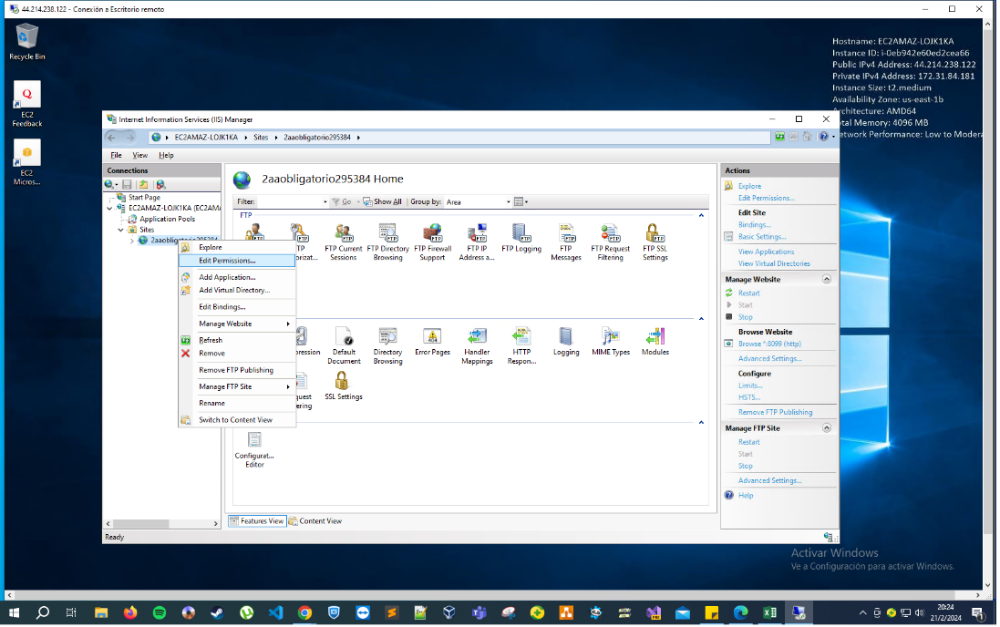 44.214.238.122 - Conexión a Escritorio remoto
Recycle Bin
EC2
Feedback
EC2
Micros...
Hostname: EC2AMAZ-LOJK1KA
Instance ID: i-0eb942e60ed2cea66
Public IPv4 Address: 44.214.238.122
Private IPv4 Address: 172.31.84.181
Instance Size: t2.medium
Availability Zone: us-east-1b
Architecture: AMD64
otal Memory: 4096 MB
etwork Performance: Low to Modera
Internet Information Services (IIS) Manager
EC2AMAZ-LOJK1KA
Sites
2aaobligatorio295384
File
View
Help
Connections
Start Page
EC2AMAZ-LOJK1KA (EC2AMA
Application Pools
Sites
2aaobligatorio295384
Explore
Edit Permissions...
Add Application...
Add Virtual Directory...
Edit Bindings...
Manage Website
Refresh
Remove
Remove FTP Publishing
Manage FTP Site
Rename
Switch to Content View
2aaobligatorio295384 Home
Filter:
Go
Show All
Group by:
Area
FTP
TP
orizat...
FTP Current
Sessions
FTP Directory
Browsing
FTP Firewall
Support
FTP IP
Address a...
FTP Logging
FTP
Messages
FTP Request
Filtering
FTP SSL
Settings
pression
Default
Document
Directory
Browsing
Error Pages
Handler
Mappings
HTTP
Respon...
Logging
MIME Types
Modules
quest
ering
SSL Settings
Configurat...
Editor
Features View
Content View
Ready
Actions
Explore
Edit Permissions...
Edit Site
Bindings...
Basic Settings...
View Applications
View Virtual Directories
Manage Website
Restart
Start
Stop
Browse Website
Browse *:8099 (http)
Advanced Settings...
Configure
Limits...
HSTS...
Remove FTP Publishing
Manage FTP Site
Restart
Start
Stop
Advanced Settings...
Help
Activar Windows
Ve a Configuración para activar Windows.
20:24
21/2/2024